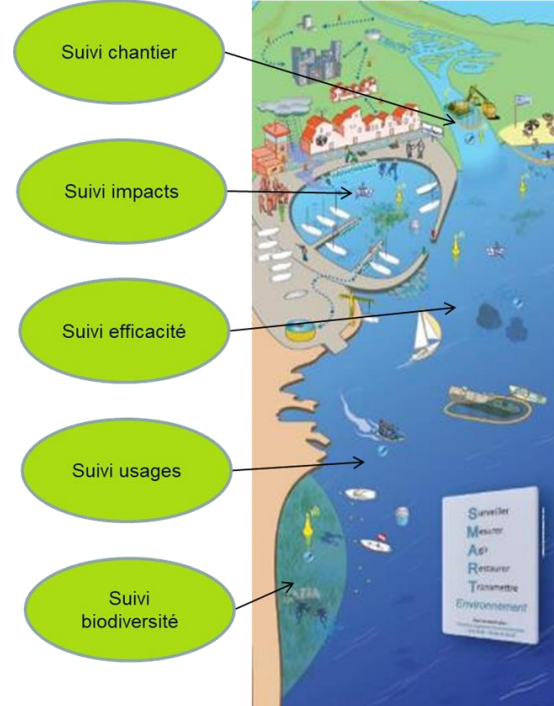 Suivi chantier
Suivi impacts
Suivi efficacité
Suivi usages
Suivi
biodiversité
Surveiller
Mesurer
Agir
Restaurer
Transmettre
Environnement